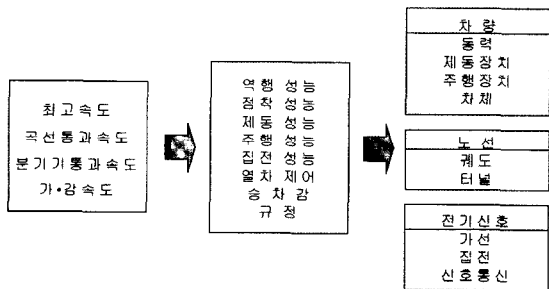 최고속도
곡선통과속도
분기기통과속도
가•감속도
역행 성능
점착 성능
제동 성능
주행 성능
집전 성능
열차 제어
승 차 감
규 정
차 량
동력
제동장치
주행장치
차체
노 선
궤도
터널
전기신호
가선
집전
신호통신